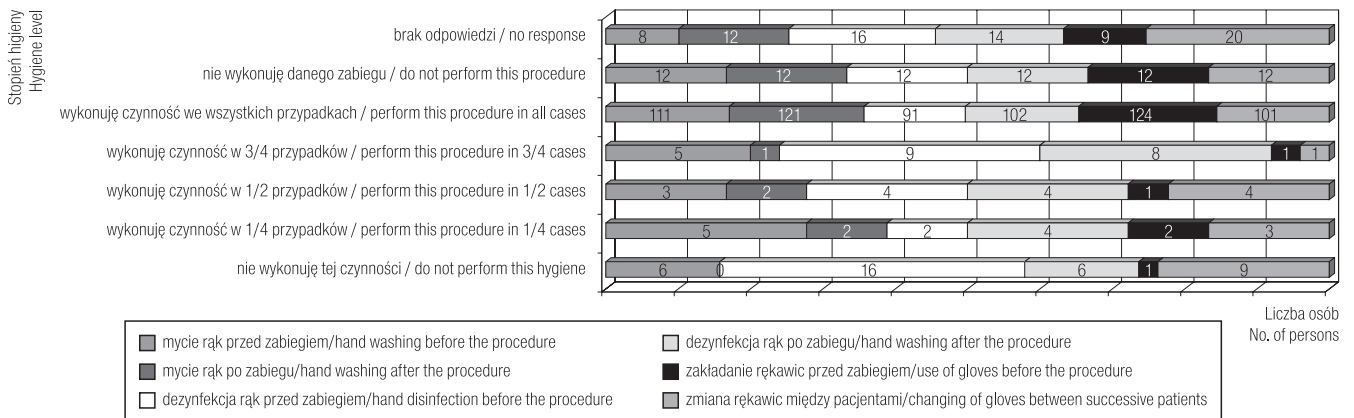 Stopień higieny
Hygiene level
brak odpowiedzi / no response
8 12 16 14 9 20
nie wykonuję danego zabiegu / do not perform this procedure
12 12 12 12 12 12
wykonuję czynność we wszystkich przypadkach / perform this procedure in all cases
111 121 91 102 124 101
wykonuję czynność w 3/4 przypadków / perform this procedure in 3/4 cases
5 1 9 8 1 1
wykonuję czynność w 1/2 przypadków / perform this procedure in 1/2 cases
3 2 4 4 1 4
wykonuję czynność w 1/4 przypadków / perform this procedure in 1/4 cases
5 2 2 4 2 3
nie wykonuję tej czynności / do not perform this hygiene
6 0 16 6 1 9
Liczba osób
No. of persons
mycie rąk przed zabiegiem/hand washing before the procedure
mycie rąk po zabiegu/hand washing after the procedure
dezynfekcja rąk przed zabiegiem/hand disinfection before the procedure
dezynfekcja rąk po zabiegu/hand washing after the procedure
zakładanie rękawic przed zabiegiem/use of gloves before the procedure
zmiana rękawic między pacjentami/changing of gloves between successive patients